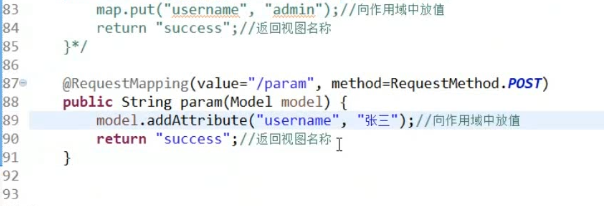 83 map.put("username", "admin");//向作用域中放值
84 return "success";//返回视图名称
85 }*/
86
87 @RequestMapping(value="/param", method=RequestMethod.POST)
88 public String param(Model model) {
89 model.addAttribute("username", "张三");//向作用域中放值
90 return "success";//返回视图名称
91 }
92
93